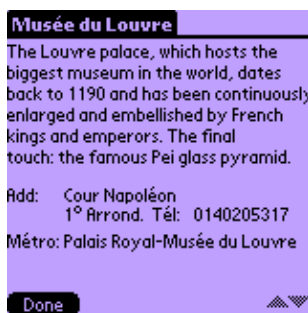 Musée du Louvre
The Louvre palace, which hosts the
biggest museum in the world, dates
back to 1190 and has been continuously
enlarged and embellished by French
kings and emperors. The final
touch: the famous Pei glass pyramid.
Add: Cour Napoléon
1º Arrond. Tél: 0140205317
Métro: Palais Royal-Musée du Louvre
Done